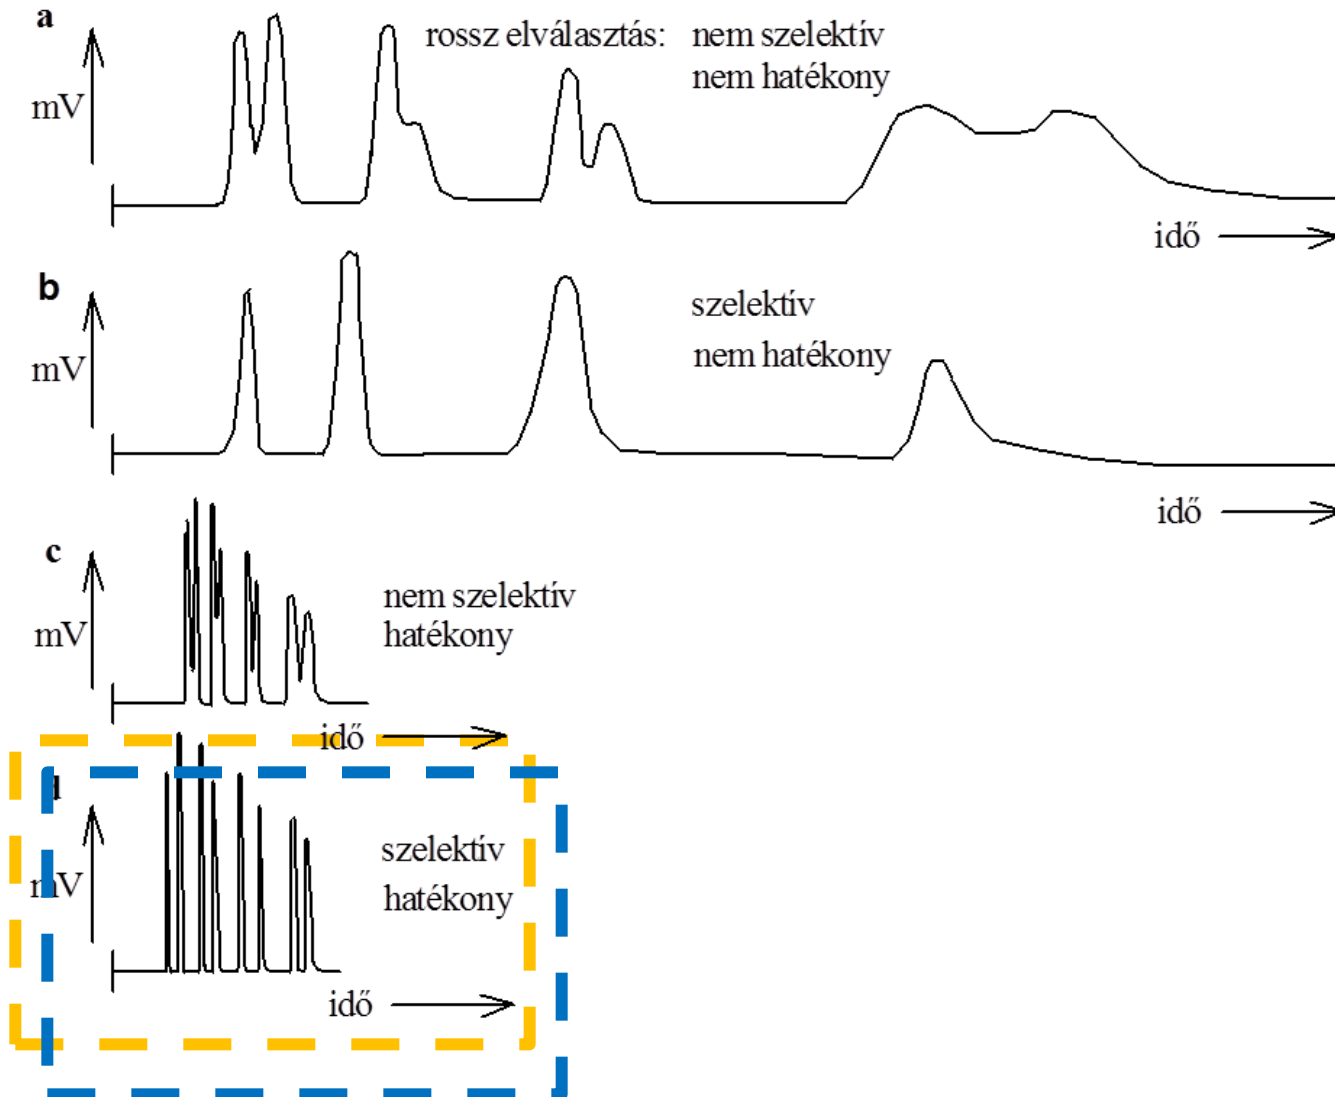 a
rossz elválasztás: nem szelektív
nem hatékony
mV
idő
b
szelektív
nem hatékony
mV
idő
c
nem szelektív
hatékony
mV
idő
szelektív
hatékony
mV
idő